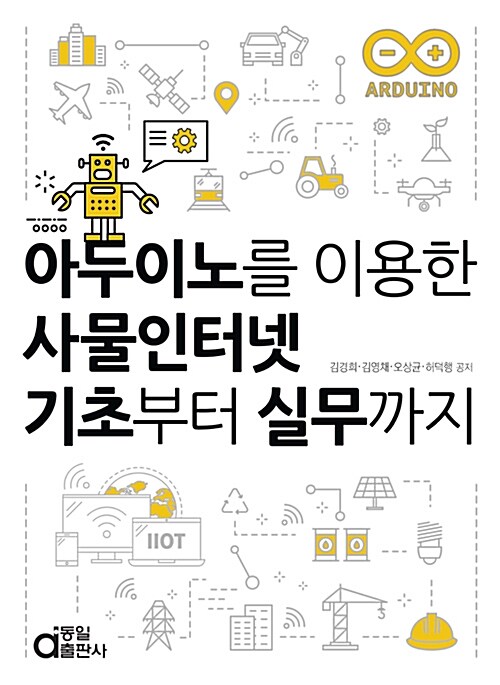 ARDUINO
아두이노를 이용한
사물인터넷
김경희·김영채·오상균·허덕행 공저
기초부터 실무까지
IIOT
동일
출판사